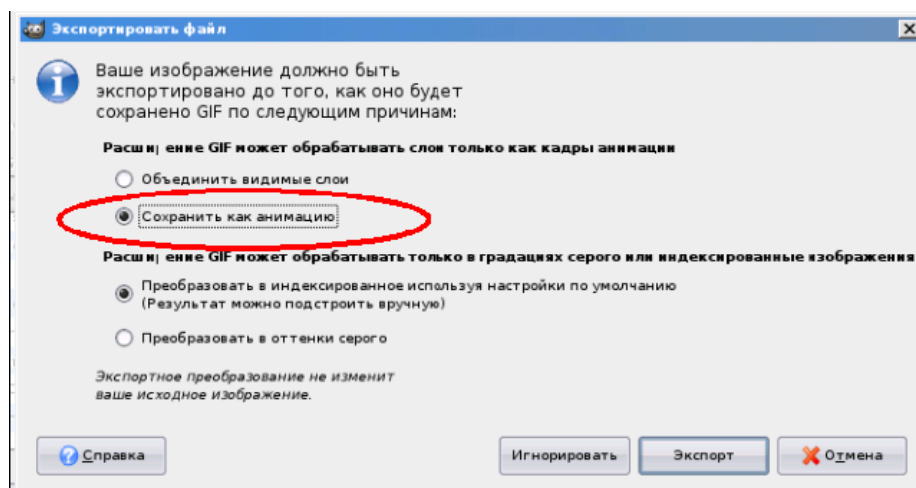 Экспортировать файл
Ваше изображение должно быть
экспортировано до того, как оно будет
сохранено GIF по следующим причинам:
ение GIF может обрабатывать слои только как кадры анимации
Объединить видимые слои
Сохранить как анимацию
ение GIF может обрабатывать только в градациях серого или индексированные изображения
Преобразовать в индексированное используя настройки по умолчанию
(Результат можно подстроить вручную)
Преобразовать в оттенки серого
Экспортное преобразование не изменит
ваше исходное изображение.
Справка
Игнорировать
Экспорт
Отмена